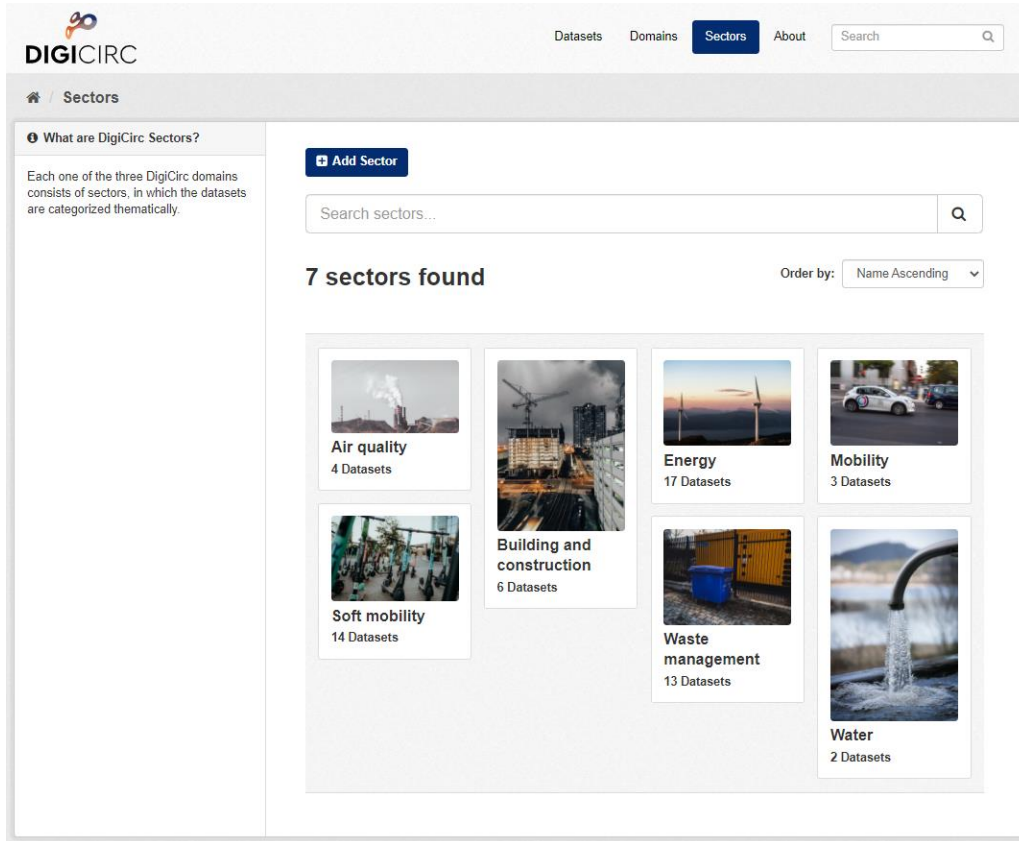 DIGICIRC
Datasets Domains Sectors About Search
/ Sectors
What are DigiCirc Sectors?
Each one of the three DigiCirc domains
consists of sectors, in which the datasets
are categorized thematically.
Add Sector
Search sectors...
7 sectors found
Order by: Name Ascending
Air quality
4 Datasets
Building and
construction
6 Datasets
Energy
17 Datasets
Mobility
3 Datasets
Soft mobility
14 Datasets
Waste
management
13 Datasets
Water
2 Datasets